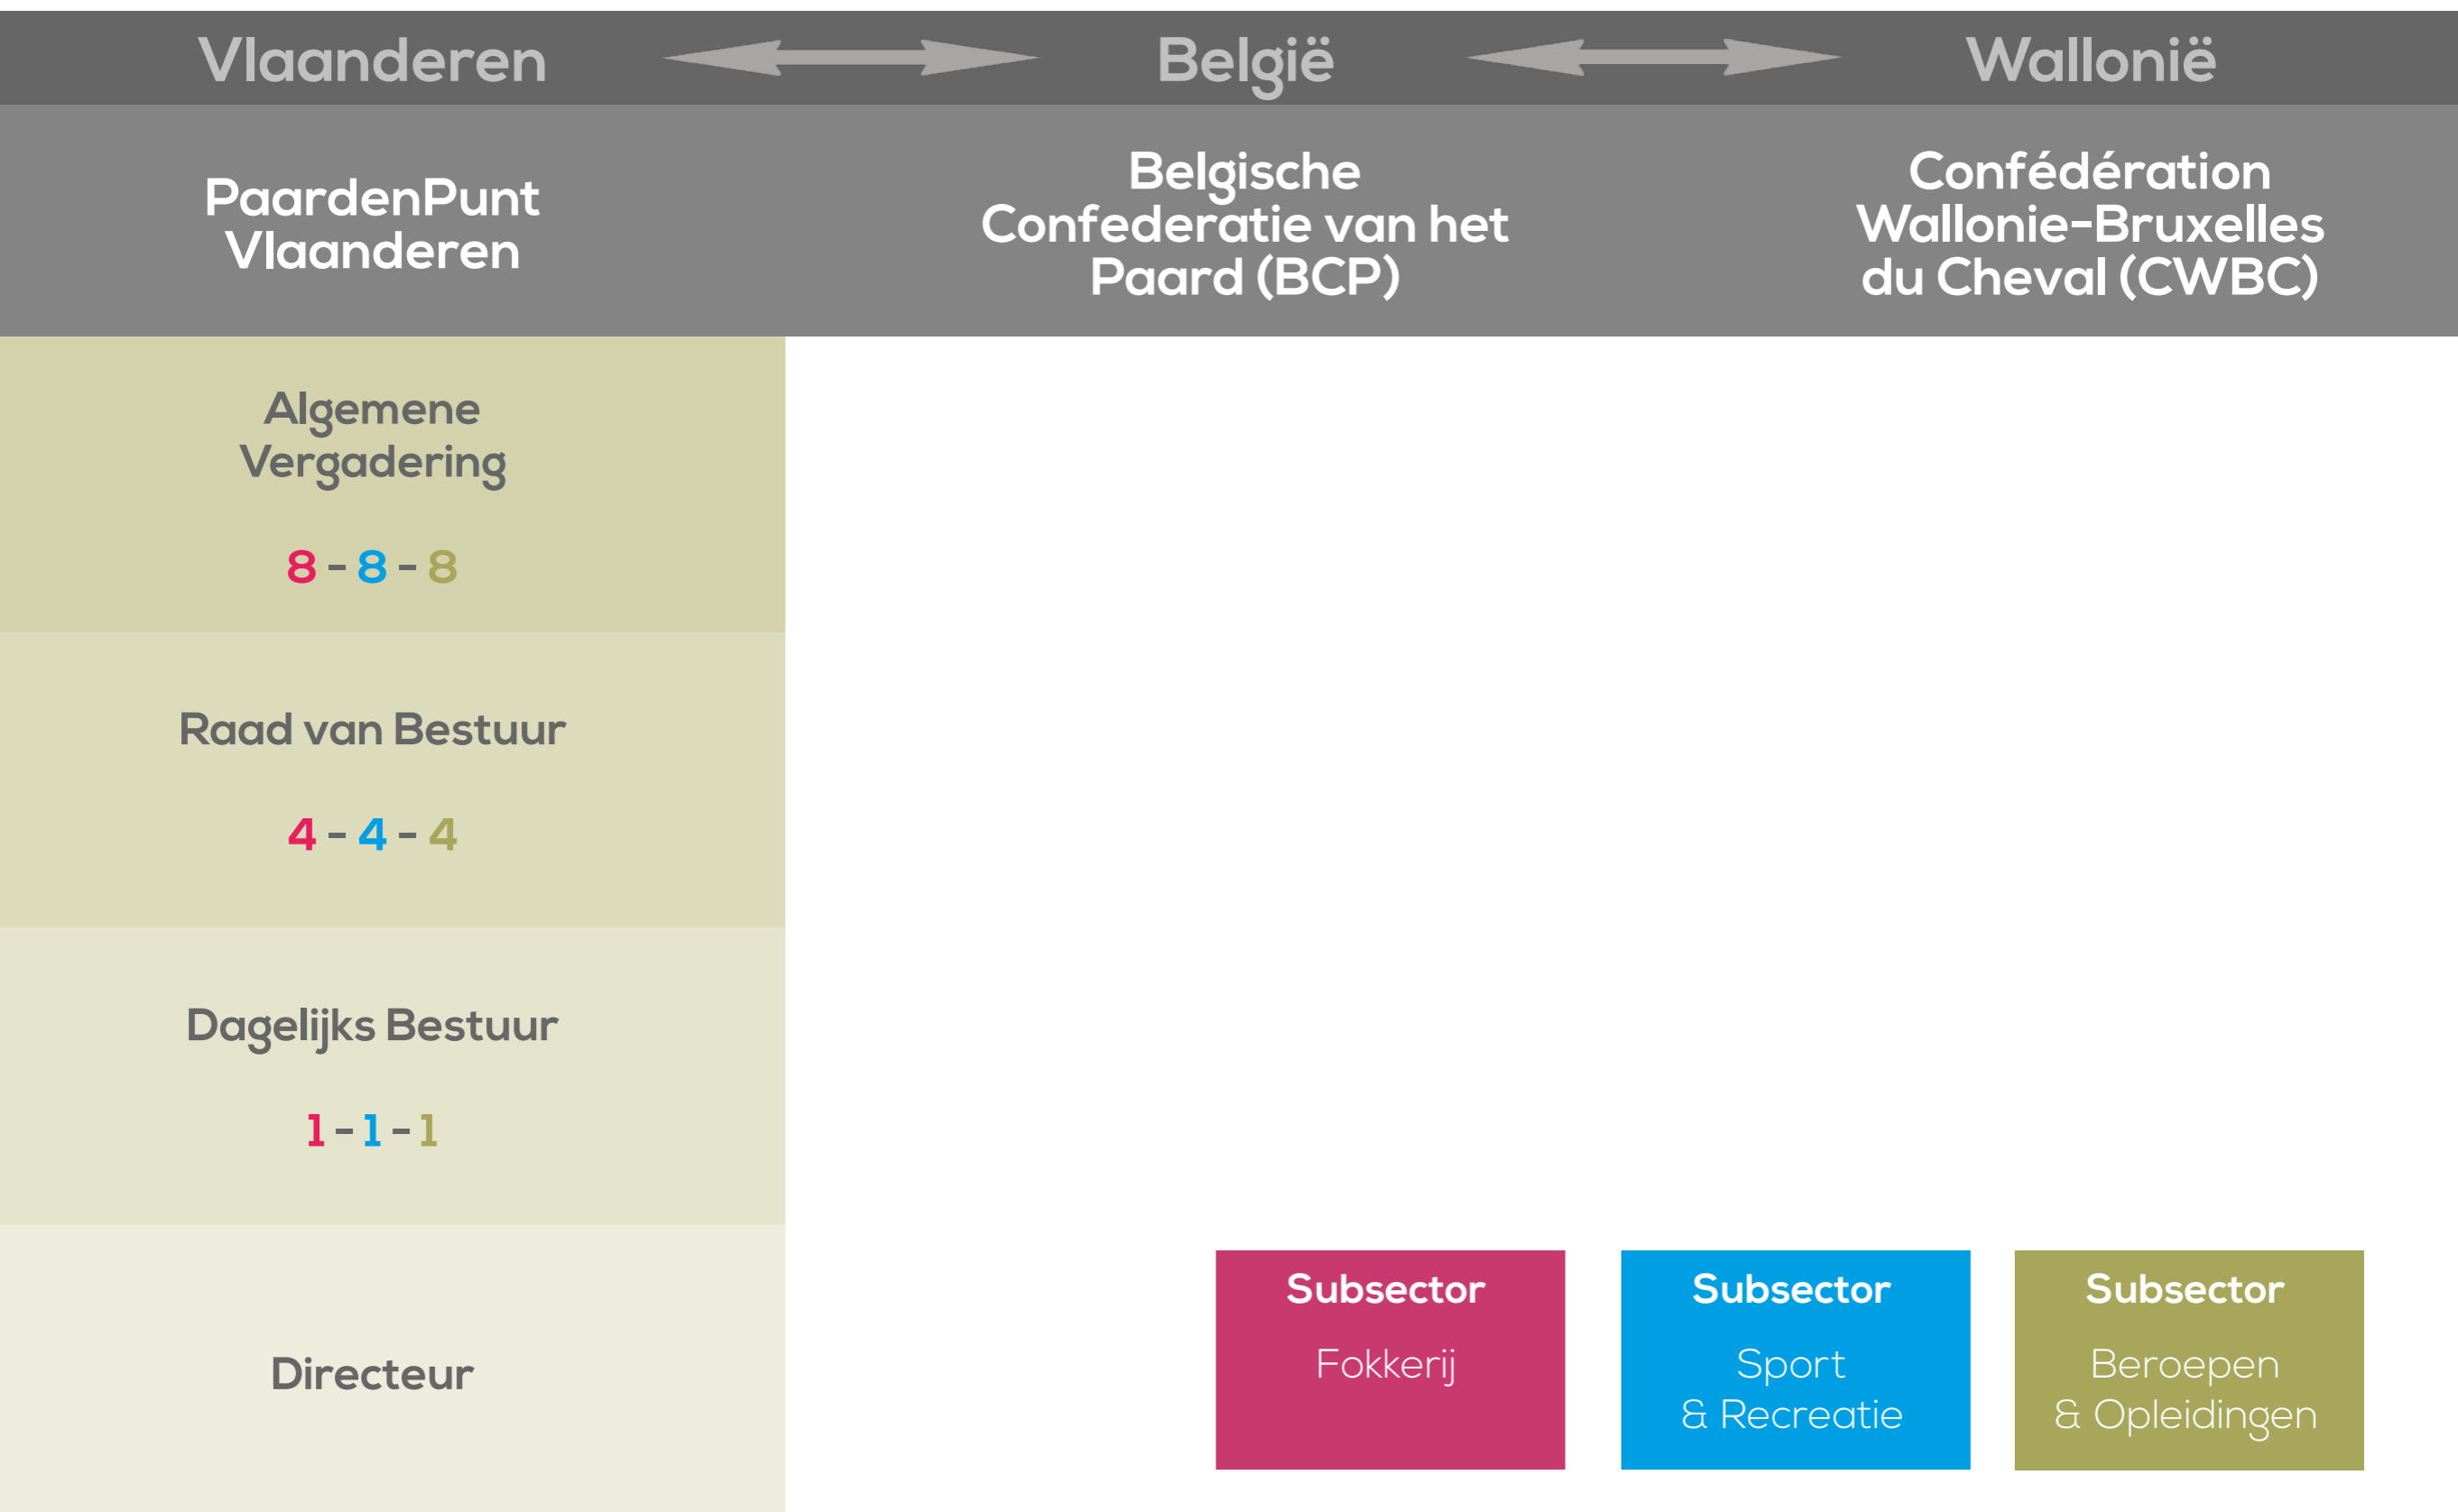 Vlaanderen
België
Wallonië
PaardenPunt
Vlaanderen
Belgische
Confederatie van het
Paard (BCP)
Confédération
Wallonie-Bruxelles
du Cheval (CWBC)
Algemene
Vergadering
8 - 8 - 8
Raad van Bestuur
4 - 4 - 4
Dagelijks Bestuur
1 - 1 - 1
Directeur
Subsector
Fokkerij
Subsector
Sport
& Recreatie
Subsector
Beroepen
& Opleidingen